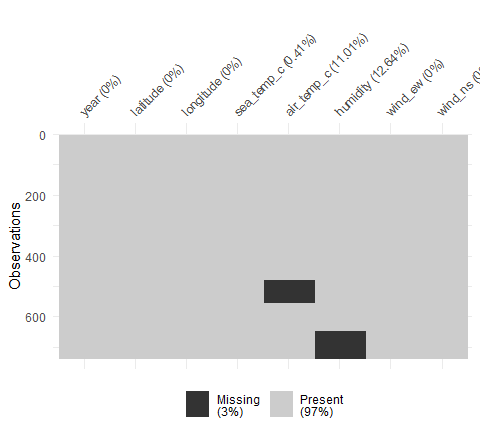 year (0%)
latitude (0%)
longitude (0%)
sea_temp_c (0.41%)
air_temp_c (11.01%)
humidity (12.64%)
wind_ew (0%)
wind_ns (0
0
200
400
600
Observations
Missing
(3%)
Present
(97%)